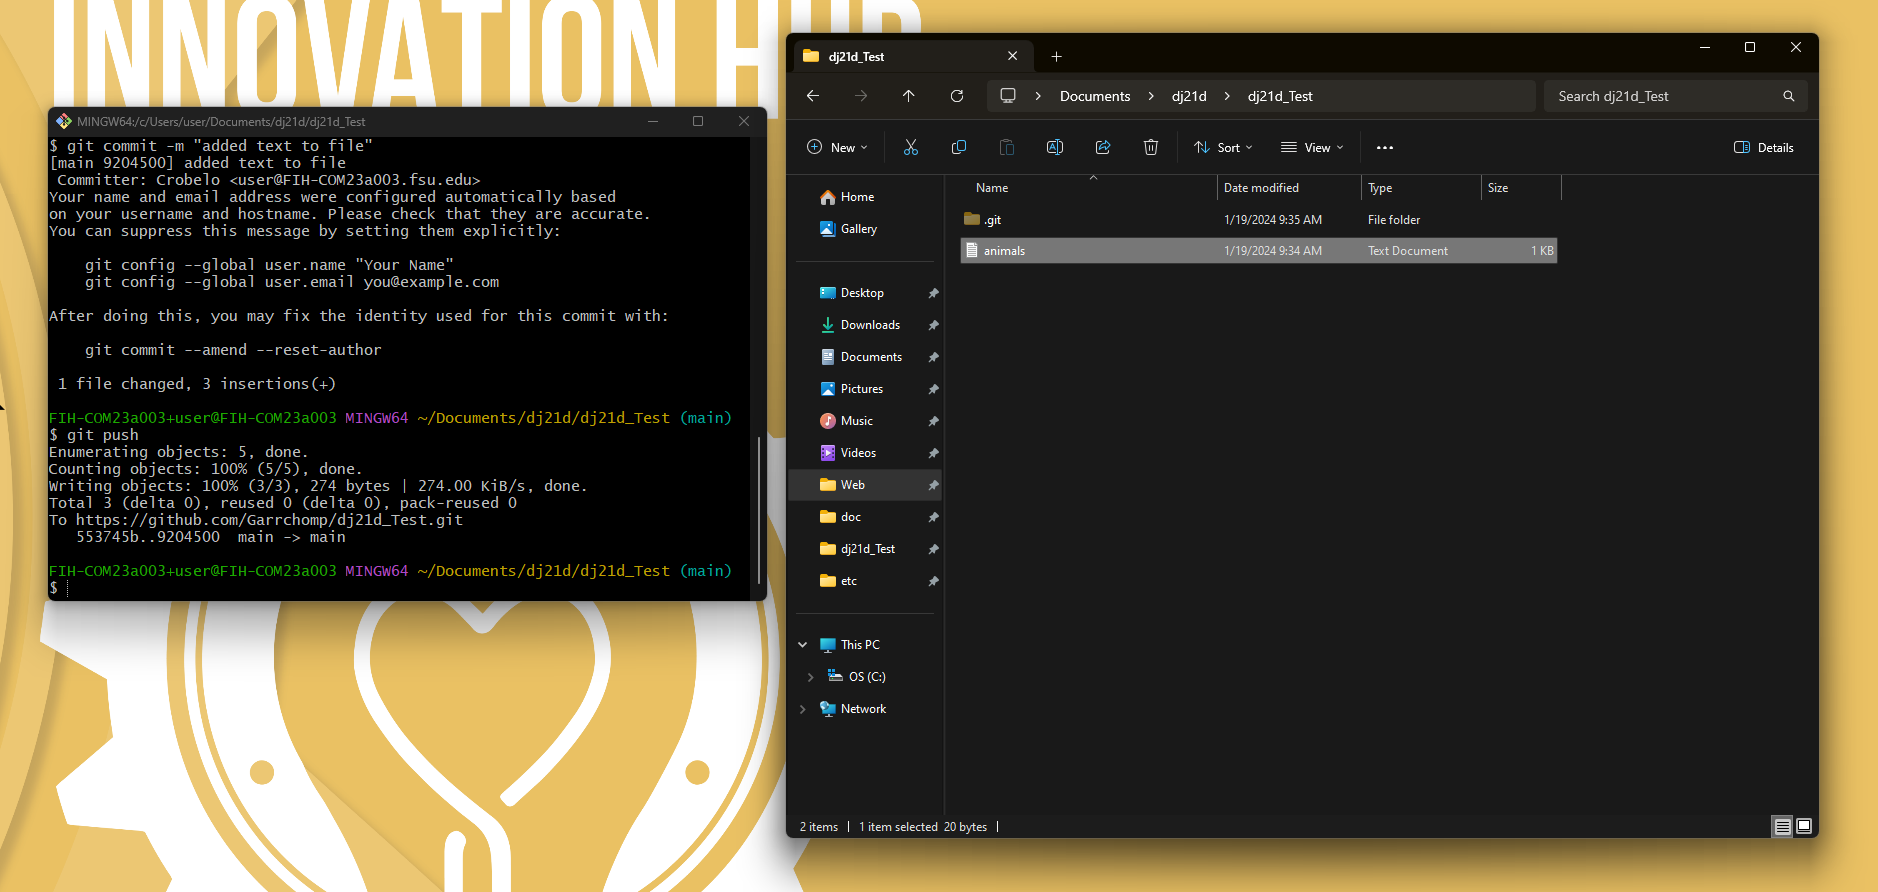 INNOVATION HUB
MINGW64:/c/Users/user/Documents/dj21d/dj21d_Test
$ git commit -m "added text to file"
[main 9204500] added text to file
Committer: Crobelo <user@FIH-COM23a003.fsu.edu>
Your name and email address were configured automatically based
on your username and hostname. Please check that they are accurate.
You can suppress this message by setting them explicitly:
git config --global user.name "Your Name"
git config --global user.email you@example.com
After doing this, you may fix the identity used for this commit with:
git commit --amend --reset-author
1 file changed, 3 insertions(+)
FIH-COM23a003+user@FIH-COM23a003 MINGW64 ~/Documents/dj21d/dj21d_Test (main)
$ git push
Enumerating objects: 5, done.
Counting objects: 100% (5/5), done.
Writing objects: 100% (3/3), 274 bytes | 274.00 KiB/s, done.
Total 3 (delta 0), reused 0 (delta 0), pack-reused 0
To https://github.com/Garrchomp/dj21d_Test.git
553745b..9204500  main -> main
FIH-COM23a003+user@FIH-COM23a003 MINGW64 ~/Documents/dj21d/dj21d_Test (main)
$
dj21d_Test
Documents > dj21d > dj21d_Test
Search dj21d_Test
New
Sort
View
Details
Name Date modified Type Size
.git 1/19/2024 9:35 AM File folder
animals 1/19/2024 9:34 AM Text Document 1 KB
Home
Gallery
Desktop
Downloads
Documents
Pictures
Music
Videos
Web
doc
dj21d_Test
etc
This PC
OS (C:)
Network
2 items | 1 item selected 20 bytes |